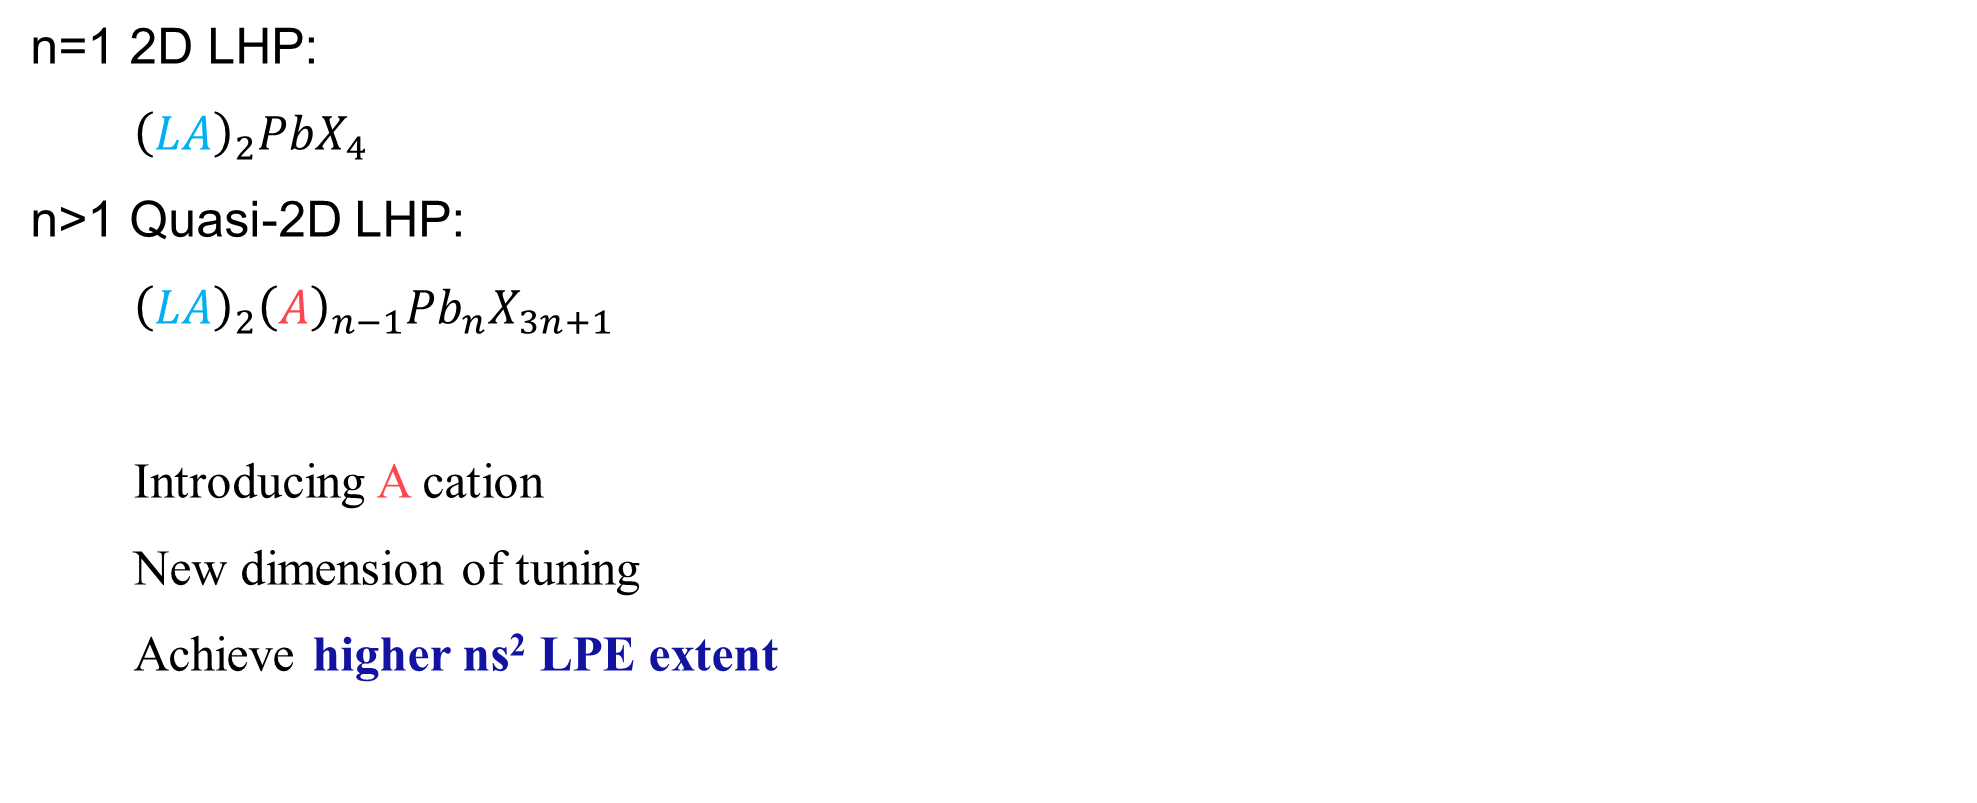 n=1 2D LHP:
(LA)₂PbX₄
n>1 Quasi-2D LHP:
(LA)₂(A)ₙ₋₁PbₙX₃ₙ₊₁
Introducing A cation
New dimension of tuning
Achieve higher ns² LPE extent